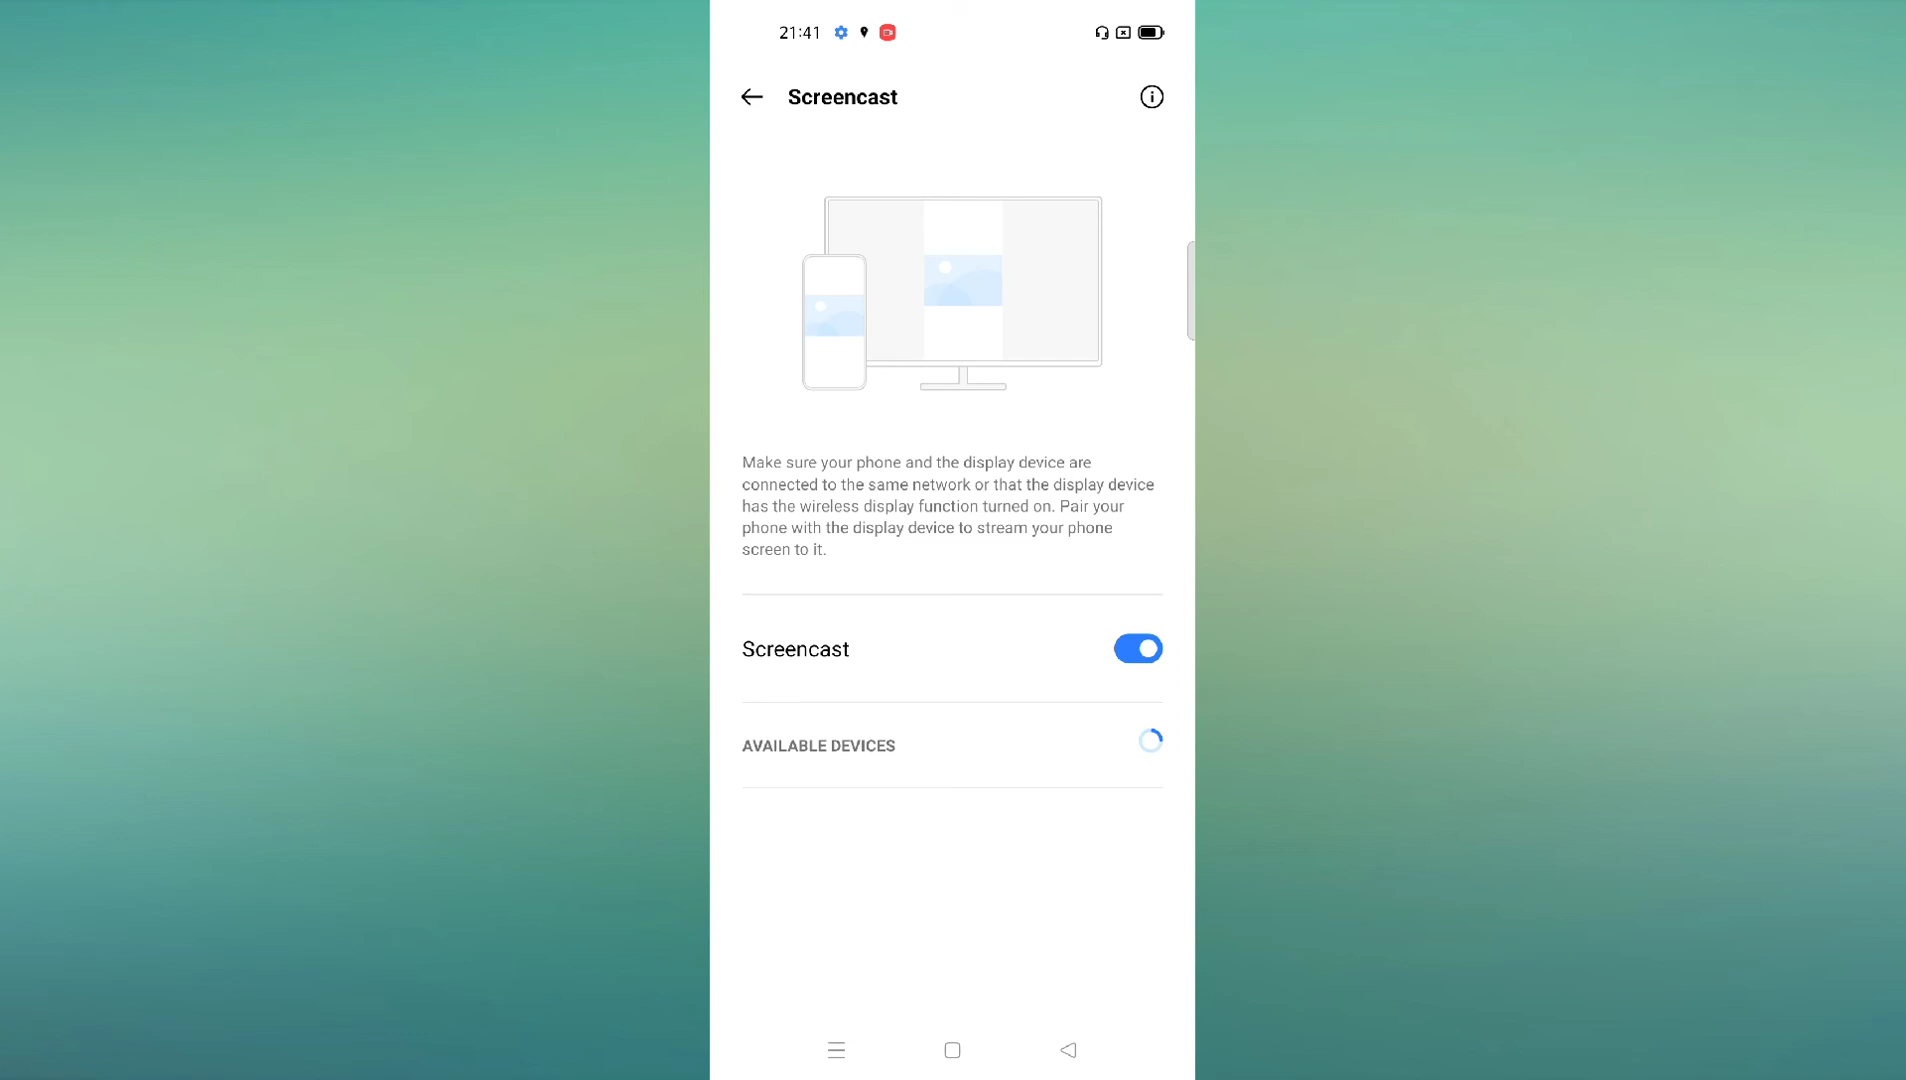 21:41
Screencast
Make sure your phone and the display device are
connected to the same network or that the display device
has the wireless display function turned on. Pair your
phone with the display device to stream your phone
screen to it.
Screencast
AVAILABLE DEVICES